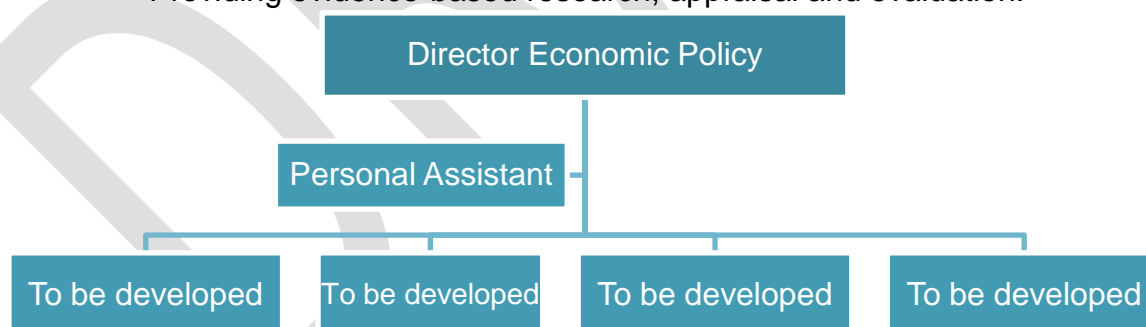 Providing evidence-based research, appraisal and evaluation.
Director Economic Policy
Personal Assistant
To be developed
To be developed
To be developed
To be developed